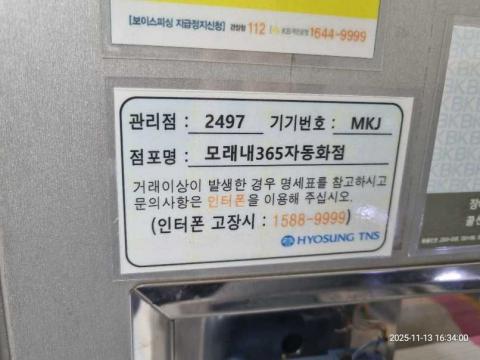 [보이스피싱 지급정지신청] 경찰청 112 / KB국민은행 1644-9999
관리점 : 2497 기기번호 : MKJ
점포명 : 모래내365자동화점
거래이상이 발생한 경우 명세표를 참고하시고
문의사항은 인터폰을 이용해 주십시오.
(인터폰 고장시 : 1588-9999)
HYOSUNG TNS
2025-11-13 16:34:00